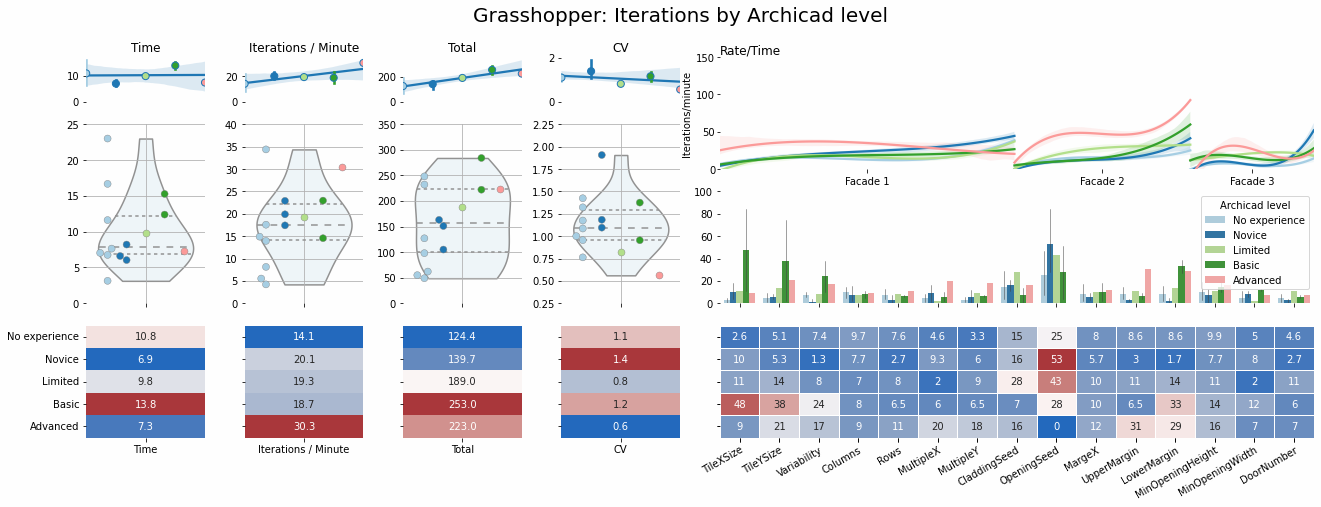 Grasshopper: Iterations by Archicad level
Time
Iterations / Minute
Total
CV
Rate/Time
10
0
20
0
200
0
2
0
150
100
50
0
Iterations/minute
Facade 1
Facade 2
Facade 3
25
20
15
10
5
0
40
35
30
25
20
15
10
5
0
350
300
250
200
150
100
50
0
2.25
2.00
1.75
1.50
1.25
1.00
0.75
0.50
0.25
100
80
60
40
20
0
Archicad level
No experience
Novice
Limited
Basic
Advanced
No experience 10.8 14.1 124.4 1.1 2.6 5.1 7.4 9.7 7.6 4.6 3.3 15 25 8 8.6 8.6 9.9 5 4.6
Novice 6.9 20.1 139.7 1.4 10 5.3 1.3 7.7 2.7 9.3 6 16 53 5.7 3 1.7 7.7 8 2.7
Limited 9.8 19.3 189.0 0.8 11 14 8 7 8 2 9 28 43 10 11 14 11 2 11
Basic 13.8 18.7 253.0 1.2 48 38 24 8 6.5 6 6.5 7 28 10 6.5 33 14 12 6
Advanced 7.3 30.3 223.0 0.6 9 21 17 9 11 20 18 16 0 12 31 29 16 7 7
Time
Iterations / Minute
Total
CV
TileXSize
TileYSize
Variability
Columns
Rows
MultipleX
MultipleY
CladdingSeed
OpeningSeed
MargeX
UpperMargin
LowerMargin
MinOpeningHeight
MinOpeningWidth
DoorNumber